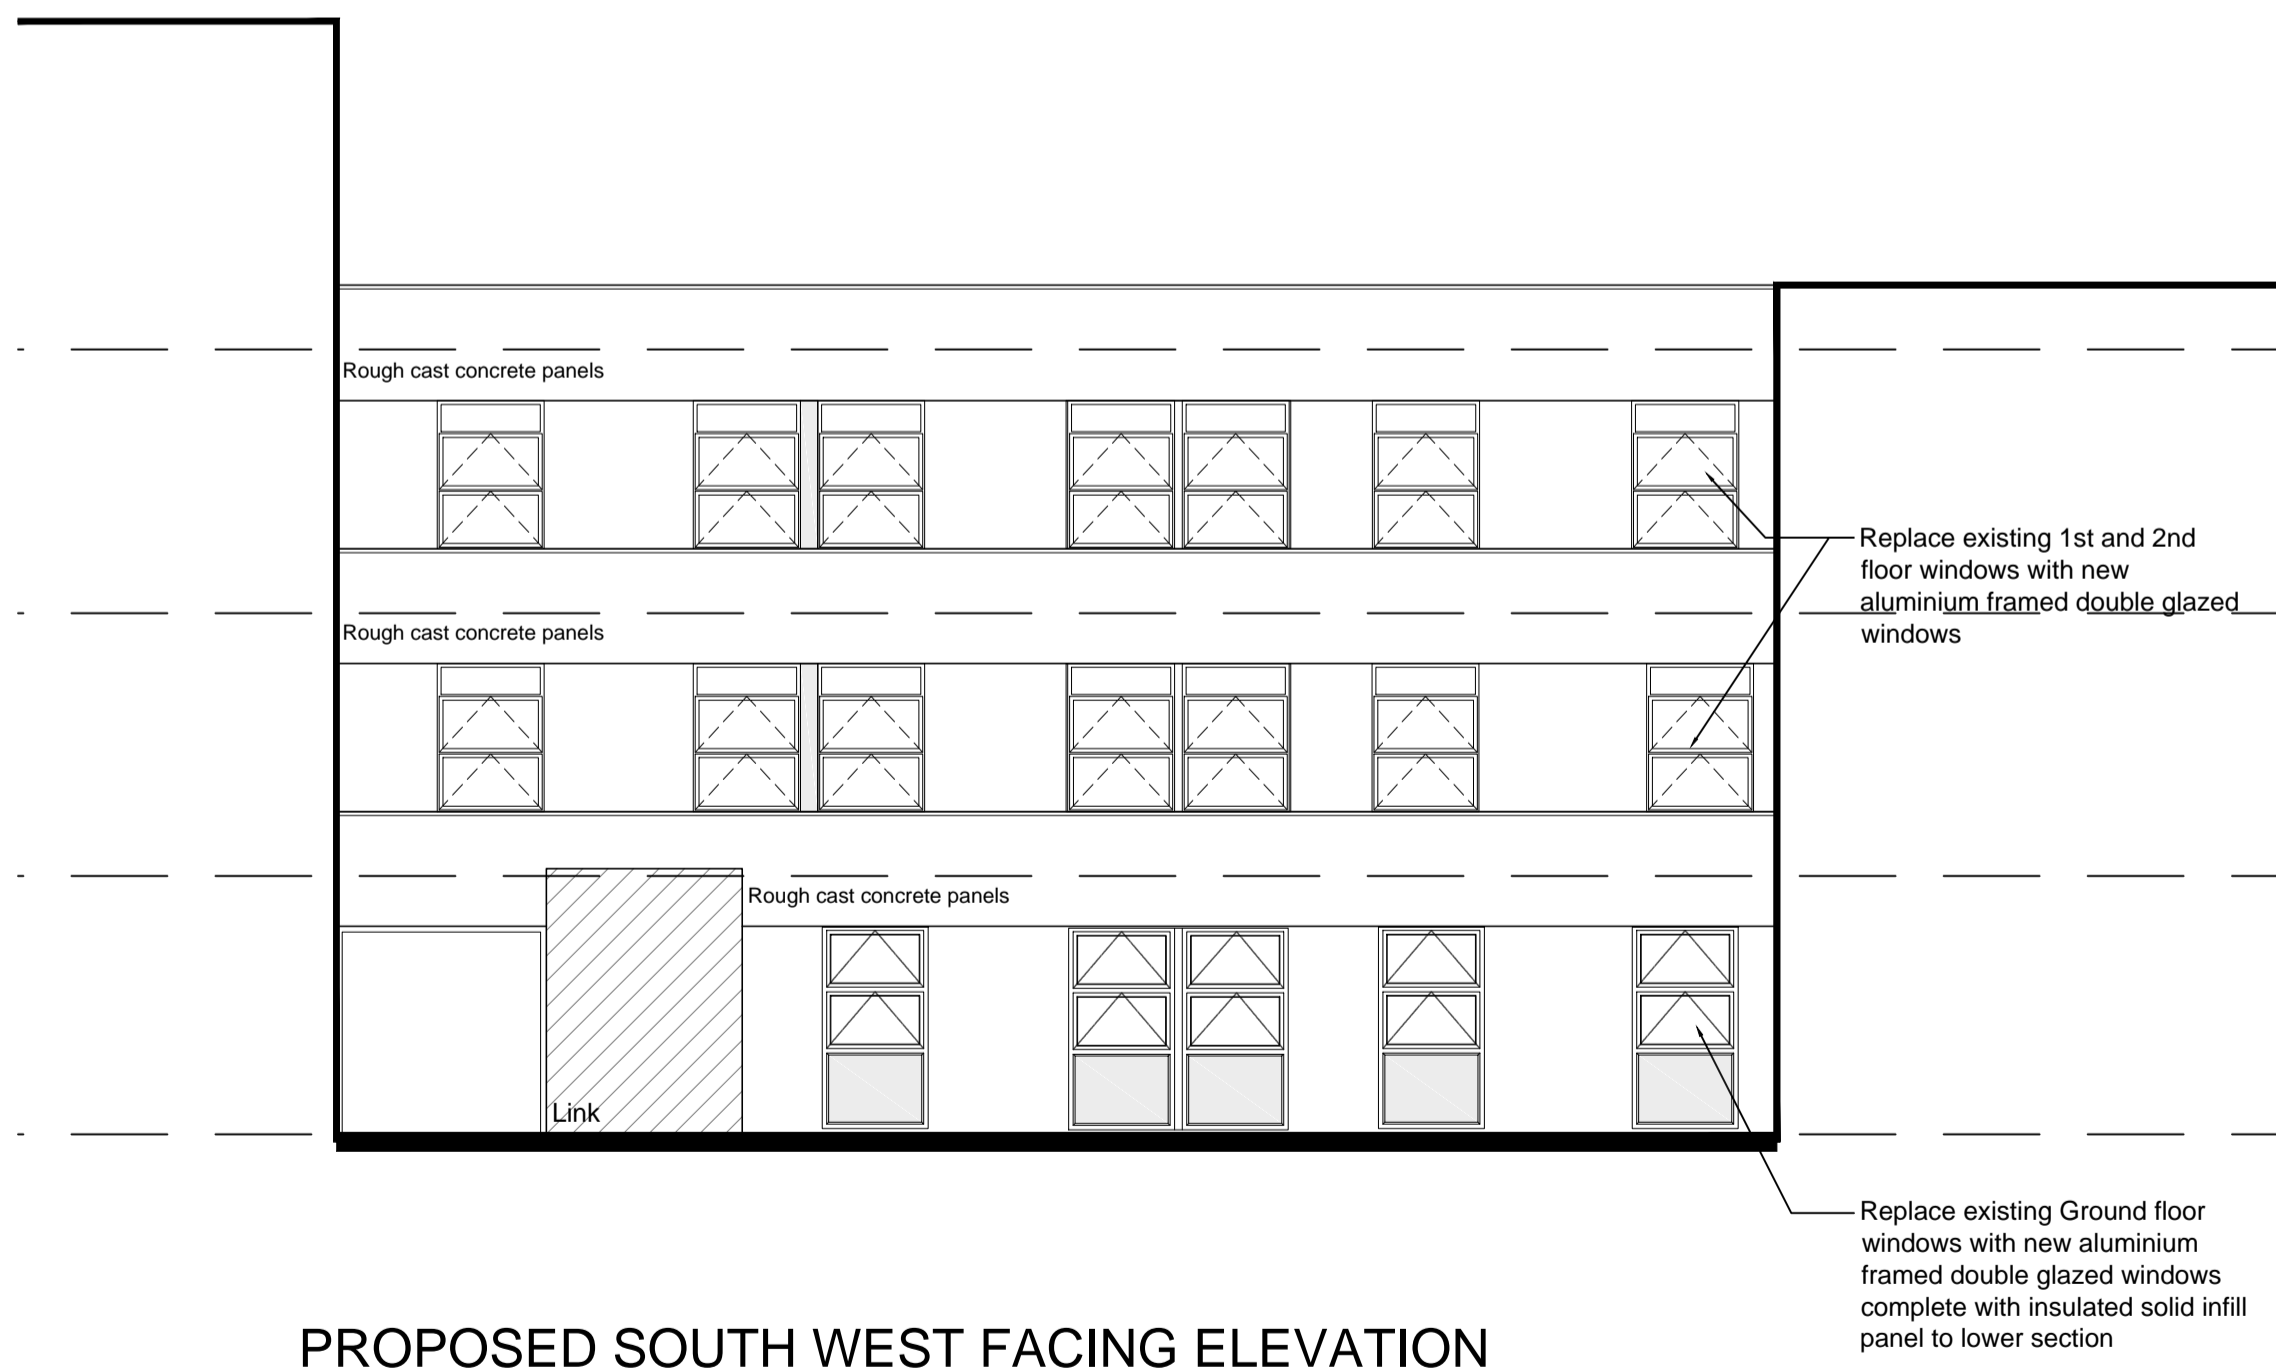 Rough cast concrete panels
Replace existing 1st and 2nd
floor windows with new
aluminium framed double glazed
windows
Rough cast concrete panels
Rough cast concrete panels
Link
Replace existing Ground floor
windows with new aluminium
framed double glazed windows
complete with insulated solid infill
panel to lower section
PROPOSED SOUTH WEST FACING ELEVATION